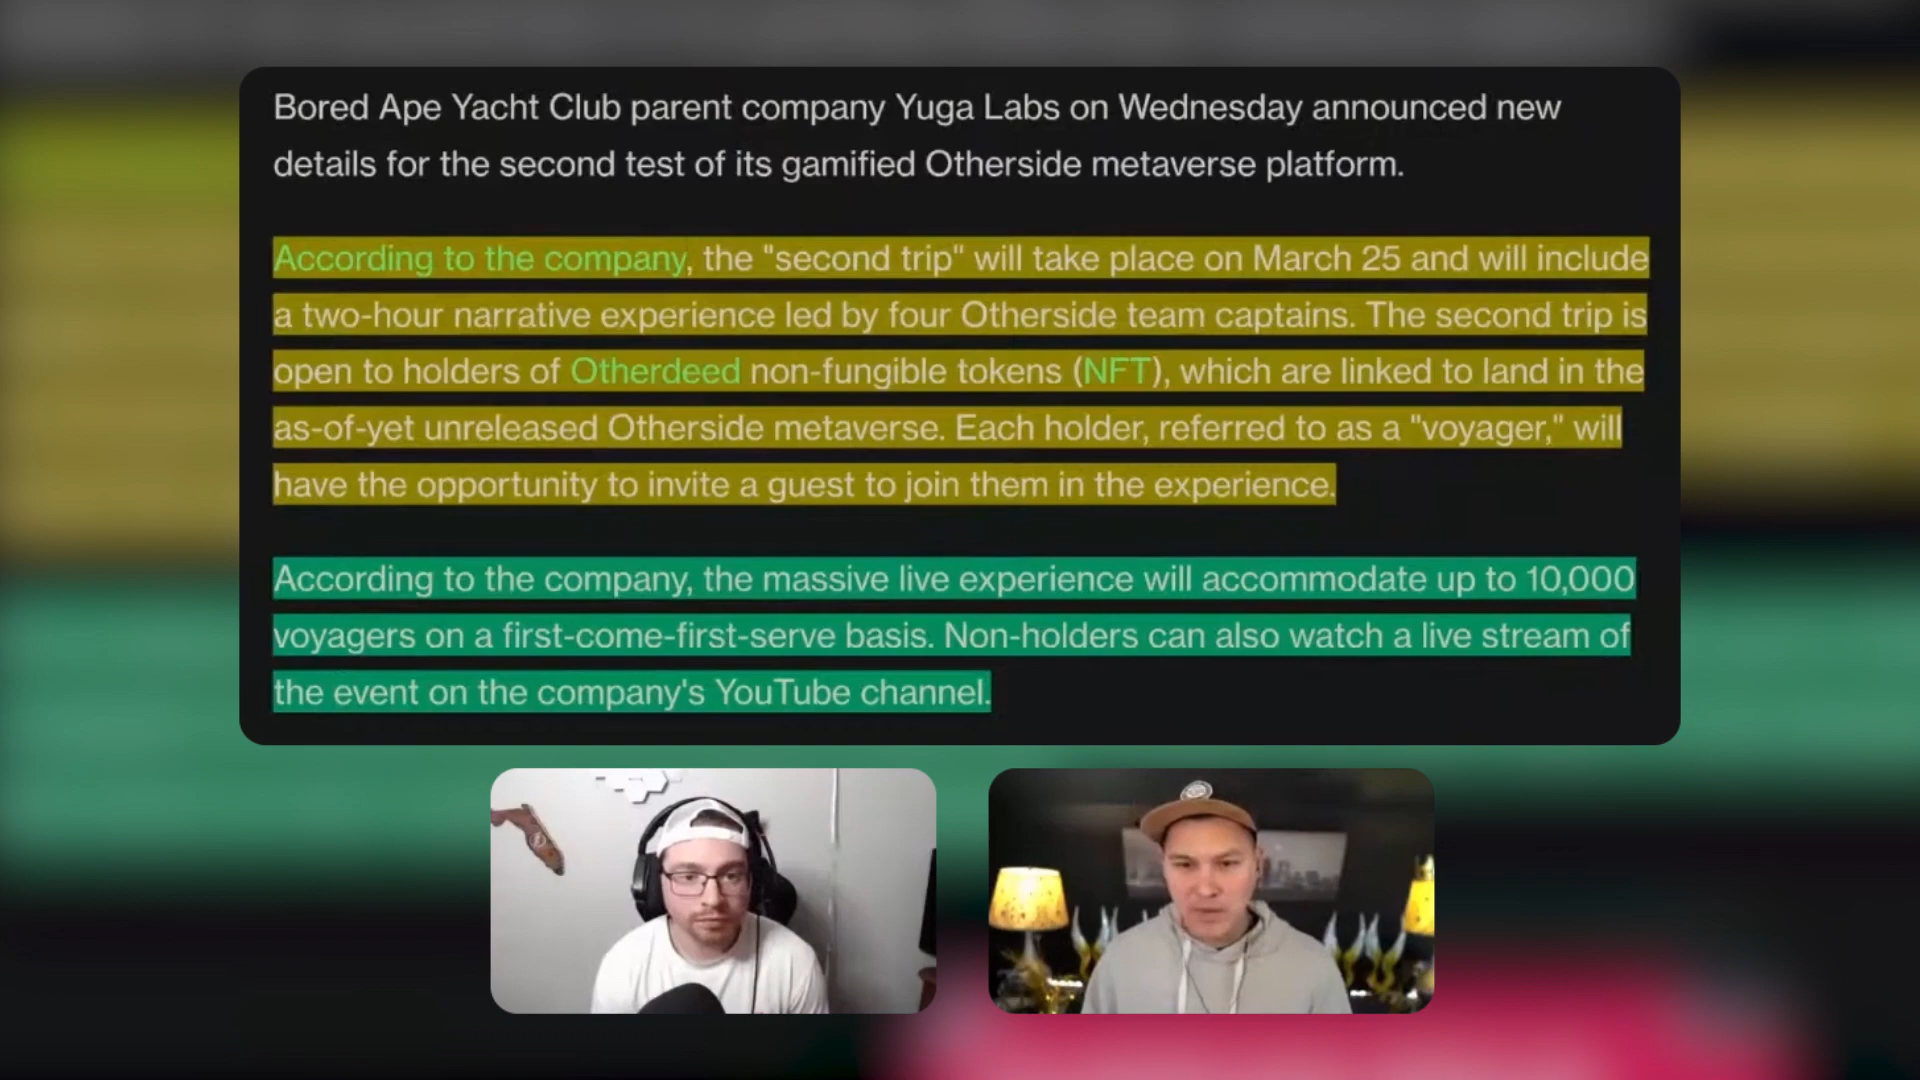 Bored Ape Yacht Club parent company Yuga Labs on Wednesday announced new
details for the second test of its gamified Otherside metaverse platform.
According to the company, the "second trip" will take place on March 25 and will include
a two-hour narrative experience led by four Otherside team captains. The second trip is
open to holders of Otherdeed non-fungible tokens (NFT), which are linked to land in the
as-of-yet unreleased Otherside metaverse. Each holder, referred to as a "voyager," will
have the opportunity to invite a guest to join them in the experience.
According to the company, the massive live experience will accommodate up to 10,000
voyagers on a first-come-first-serve basis. Non-holders can also watch a live stream of
the event on the company's YouTube channel.